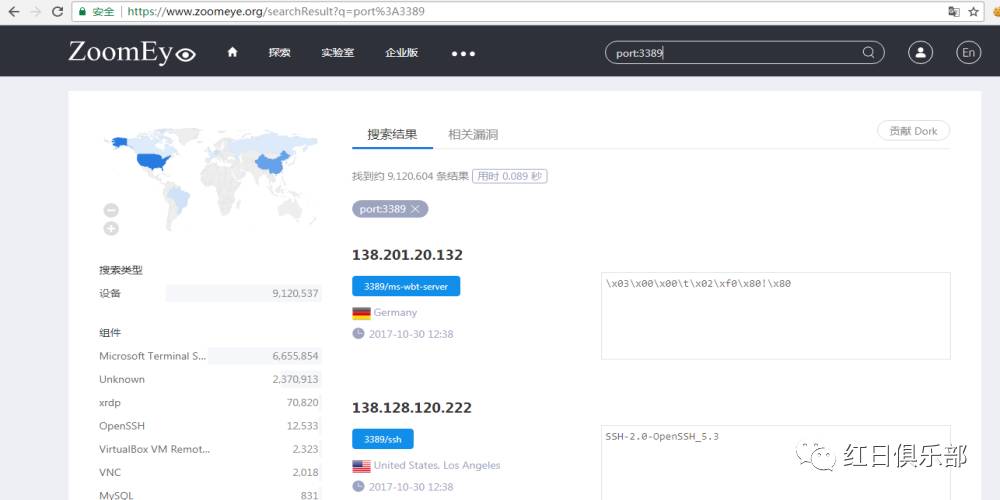 安全 https://www.zoomeye.org/searchResult?q=port%3A3389
ZoomEye 探索 实验室 企业版 port:3389 En
搜索结果 相关漏洞 贡献 Dork
找到约 9,120,604 条结果 用时 0.089 秒
port:3389
138.201.20.132
3389/ms-wbt-server
\x03\x00\x00\t\x02\xf0\x80!\x80
Germany
2017-10-30 12:38
搜索类型
设备 9,120,537
组件
Microsoft Terminal S... 6,655,854
Unknown 2,370,913
xrdp 70,820
OpenSSH 12,533
VirtualBox VM Remot... 2,323
VNC 2,018
MySQL 831
138.128.120.222
3389/ssh
SSH-2.0-OpenSSH_5.3
United States, Los Angeles
2017-10-30 12:38
红日俱乐部